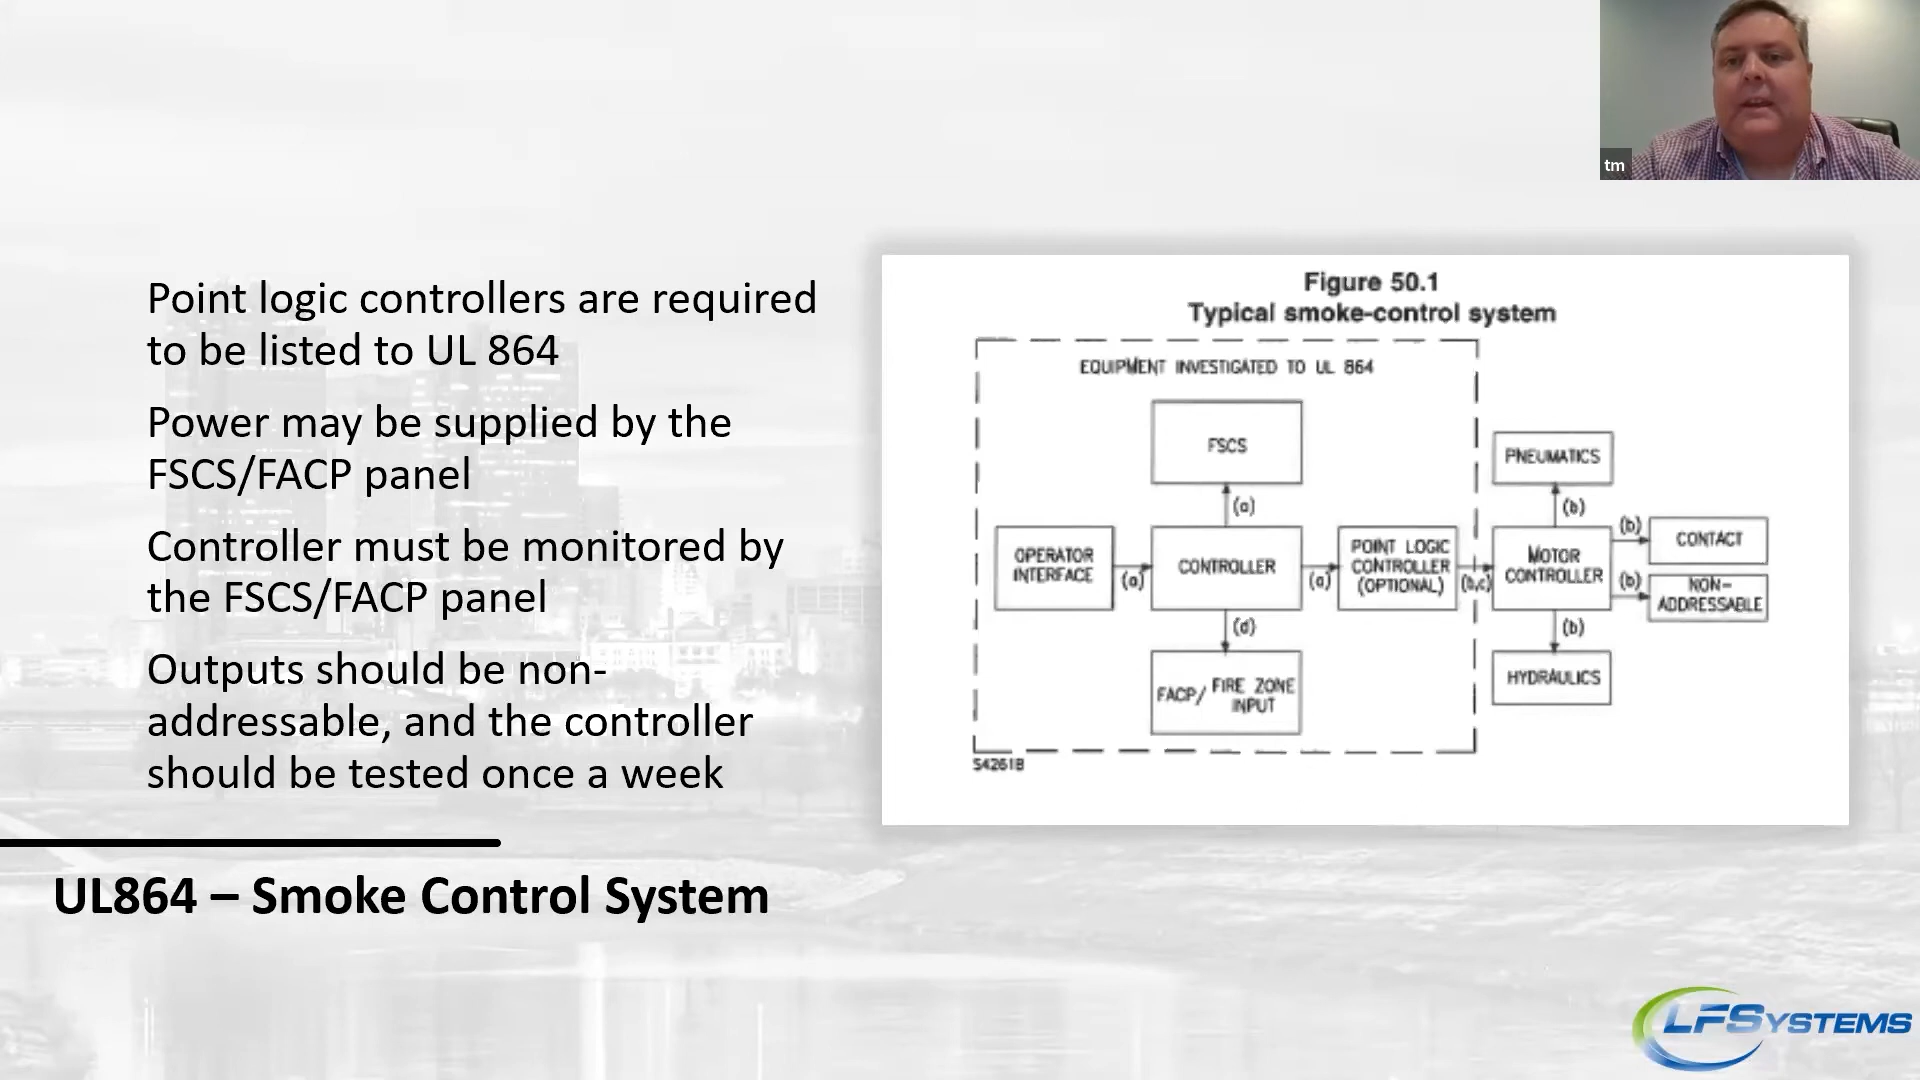 tm
Point logic controllers are required
to be listed to UL 864
Power may be supplied by the
FSCS/FACP panel
Controller must be monitored by
the FSCS/FACP panel
Outputs should be non-
addressable, and the controller
should be tested once a week
UL864 – Smoke Control System
Figure 50.1
Typical smoke-control system
EQUIPMENT INVESTIGATED TO UL 864
FSCS
(a)
OPERATOR
INTERFACE
(a)
CONTROLLER
(a)
POINT LOGIC
CONTROLLER
(OPTIONAL)
(b,c)
(d)
FACP/ FIRE ZONE
INPUT
PNEUMATICS
(b)
MOTOR
CONTROLLER
(b)
CONTACT
(b)
NON-
ADDRESSABLE
(b)
HYDRAULICS
S4261B
LFSYSTEMS